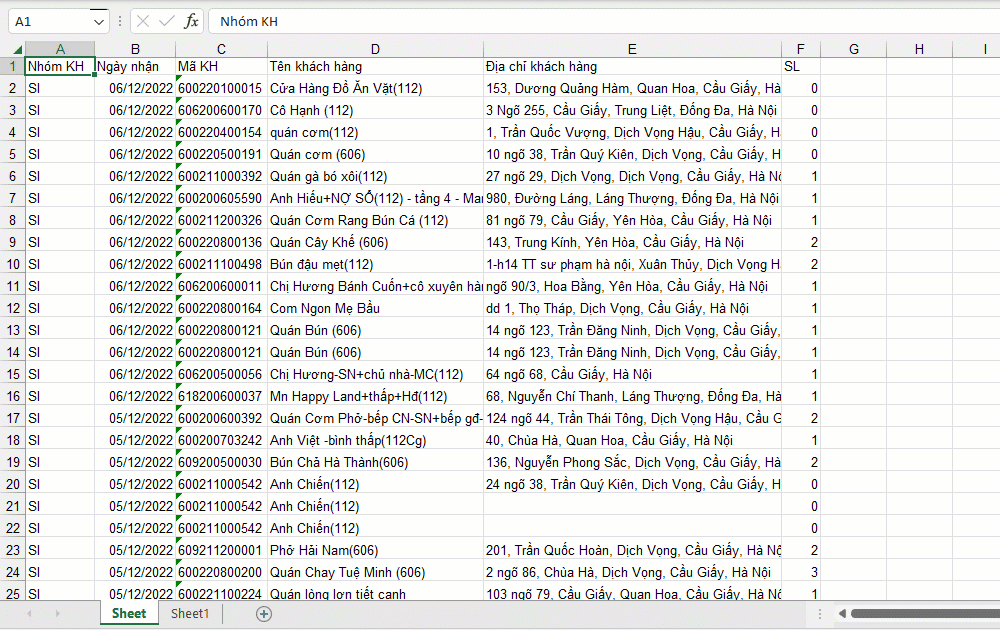 A1 fx Nhóm KH
A B C D E F G H I
1 Nhóm KH Ngày nhận Mã KH Tên khách hàng Địa chỉ khách hàng SL
2 SI 06/12/2022 600220100015 Cửa Hàng Đồ Ăn Vặt(112) 153, Dương Quảng Hàm, Quan Hoa, Cầu Giấy, Hà 0
3 SI 06/12/2022 606200600170 Cô Hạnh (112) 3 Ngõ 255, Cầu Giấy, Trung Liệt, Đống Đa, Hà Nội 0
4 SI 06/12/2022 600220400154 quán cơm(112) 1, Trần Quốc Vượng, Dịch Vọng Hậu, Cầu Giấy, H 0
5 SI 06/12/2022 600220500191 Quán cơm (606) 10 ngõ 38, Trần Quý Kiên, Dịch Vọng, Cầu Giấy, H 0
6 SI 06/12/2022 600211000392 Quán gà bó xôi(112) 27 ngõ 29, Dịch Vọng, Dịch Vọng, Cầu Giấy, Hà Nộ 1
7 SI 06/12/2022 600200605590 Anh Hiếu+NỢ SỔ(112) - tầng 4 - Mai 980, Đường Láng, Láng Thượng, Đống Đa, Hà Nội 1
8 SI 06/12/2022 600211200326 Quán Cơm Rang Bún Cá (112) 81 ngõ 79, Cầu Giấy, Yên Hòa, Cầu Giấy, Hà Nội 1
9 SI 06/12/2022 600220800136 Quán Cây Khế (606) 143, Trung Kính, Yên Hòa, Cầu Giấy, Hà Nội 2
10 SI 06/12/2022 600211100498 Bún đậu mẹt(112) 1-h14 TT sư phạm hà nội, Xuân Thủy, Dịch Vọng H 2
11 SI 06/12/2022 606200600011 Chị Hương Bánh Cuốn+cô xuyên hàn ngõ 90/3, Hoa Bằng, Yên Hòa, Cầu Giấy, Hà Nội 1
12 SI 06/12/2022 600220800164 Com Ngon Mẹ Bầu dd 1, Thọ Tháp, Dịch Vọng, Cầu Giấy, Hà Nội 1
13 SI 06/12/2022 600220800121 Quán Bún (606) 14 ngõ 123, Trần Đăng Ninh, Dịch Vọng, Cầu Giấy, 1
14 SI 06/12/2022 600220800121 Quán Bún (606) 14 ngõ 123, Trần Đăng Ninh, Dịch Vọng, Cầu Giấy, 1
15 SI 06/12/2022 606200500056 Chị Hương-SN+chủ nhà-MC(112) 64 ngõ 68, Cầu Giấy, Hà Nội 1
16 SI 06/12/2022 618200600037 Mn Happy Land+thấp+Hđ(112) 68, Nguyễn Chí Thanh, Láng Thượng, Đống Đa, Hà 1
17 SI 05/12/2022 600200600392 Quán Cơm Phở-bếp CN-SN+bếp gđ- 124 ngõ 44, Trần Thái Tông, Dịch Vọng Hậu, Cầu G 2
18 SI 05/12/2022 600200703242 Anh Việt -bình thấp(112Cg) 40, Chùa Hà, Quan Hoa, Cầu Giấy, Hà Nội 1
19 SI 05/12/2022 609200500030 Bún Chả Hà Thành(606) 136, Nguyễn Phong Sắc, Dịch Vọng, Cầu Giấy, Hà 2
20 SI 05/12/2022 600211000542 Anh Chiến(112) 24 ngõ 38, Trần Quý Kiên, Dịch Vọng, Cầu Giấy, H 0
21 SI 05/12/2022 600211000542 Anh Chiến(112) 0
22 SI 05/12/2022 600211000542 Anh Chiến(112) 0
23 SI 05/12/2022 609211200001 Phở Hải Nam(606) 201, Trần Quốc Hoàn, Dịch Vọng, Cầu Giấy, Hà Nộ 2
24 SI 05/12/2022 600220800200 Quán Chay Tuệ Minh (606) 2 ngõ 86, Chùa Hà, Dịch Vọng, Cầu Giấy, Hà Nội 3
25 SI 05/12/2022 600221100224 Quán lòng lợn tiết canh 103 ngõ 79, Cầu Giấy, Quan Hoa, Cầu Giấy, Hà Nội 1
Sheet Sheet1